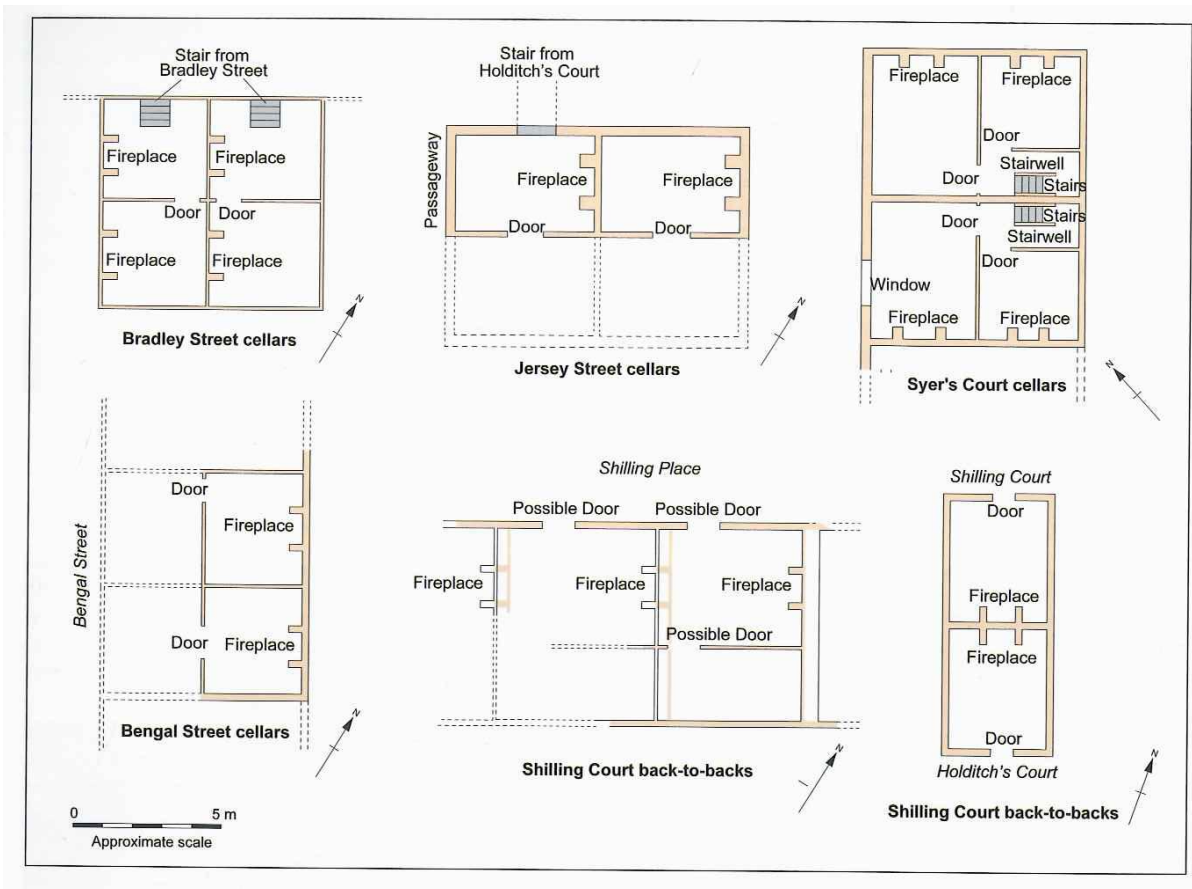 Stair from
Bradley Street
Fireplace
Fireplace
Door
Door
Fireplace
Fireplace
N
Bradley Street cellars
Stair from
Holditch's Court
Passageway
Fireplace
Fireplace
Door
Door
N
Jersey Street cellars
Fireplace
Fireplace
Door
Stairwell
Door
Stairs
Door
Stairs
Stairwell
Door
Window
Fireplace
Fireplace
N
Syer's Court cellars
Bengal Street
Door
Fireplace
Door
Fireplace
N
Bengal Street cellars
Shilling Place
Possible Door
Possible Door
Fireplace
Fireplace
Fireplace
Possible Door
N
Shilling Court back-to-backs
Shilling Court
Door
Fireplace
Fireplace
Door
Holditch's Court
N
Shilling Court back-to-backs
0
5 m
Approximate scale